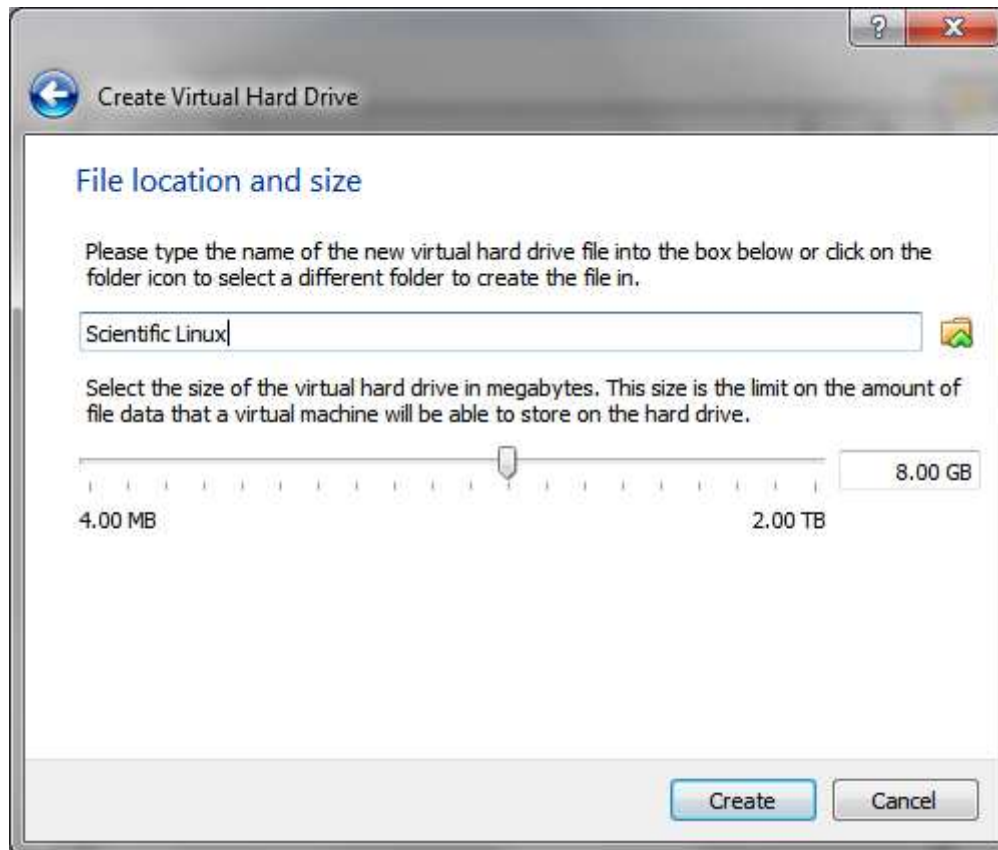 Create Virtual Hard Drive
File location and size
Please type the name of the new virtual hard drive file into the box below or click on the
folder icon to select a different folder to create the file in.
Scientific Linux
Select the size of the virtual hard drive in megabytes. This size is the limit on the amount of
file data that a virtual machine will be able to store on the hard drive.
8.00 GB
4.00 MB
2.00 TB
Create
Cancel